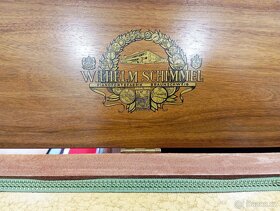 WILHELM SCHIMMEL
PIANOFORTEFABRIK BRAUNSCHWEIG